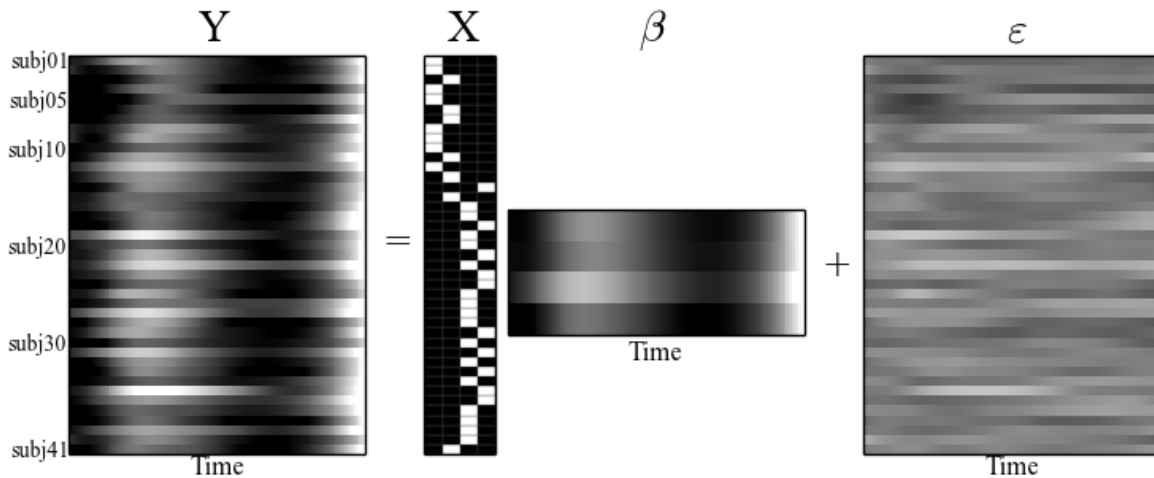 Y
X
β
ε
subj01
subj05
subj10
subj20
subj30
subj41
=
+
Time
Time
Time